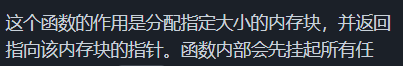 这个函数的作用是分配指定大小的内存块，并返回
指向该内存块的指针。函数内部会先挂起所有任